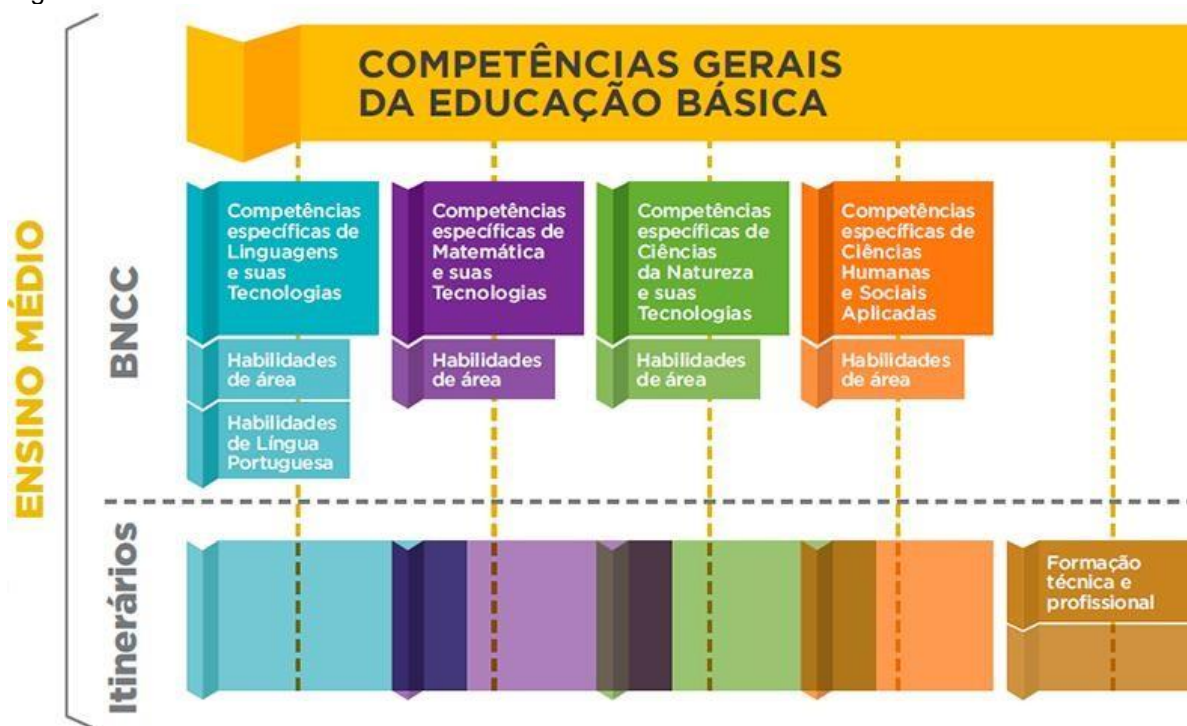 COMPETÊNCIAS GERAIS
DA EDUCAÇÃO BÁSICA
ENSINO MÉDIO
BNCC
Competências
específicas de
Linguagens
e suas
Tecnologias
Habilidades
de área
Habilidades
de Língua
Portuguesa
Competências
específicas de
Matemática
e suas
Tecnologias
Habilidades
de área
Competências
específicas de
Ciências
da Natureza
e suas
Tecnologias
Habilidades
de área
Competências
específicas de
Ciências
Humanas
e Sociais
Aplicadas
Habilidades
de área
Itinerários
Formação
técnica e
profissional